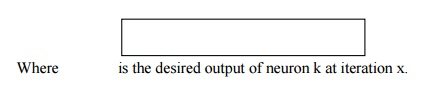 Where is the desired output of neuron k at iteration x.